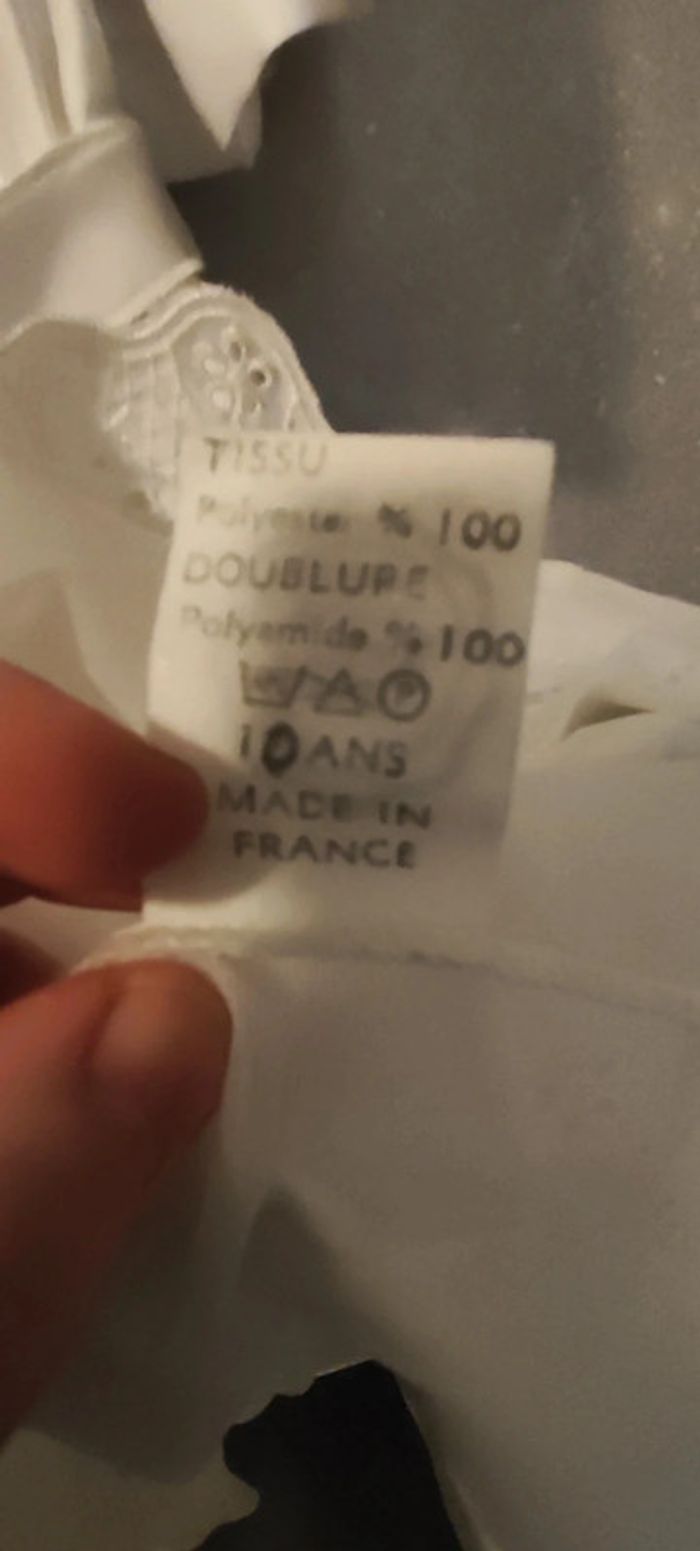 TISSU
Polyester % 100
DOUBLURE
Polyamide % 100
P
10 ANS
MADE IN
FRANCE